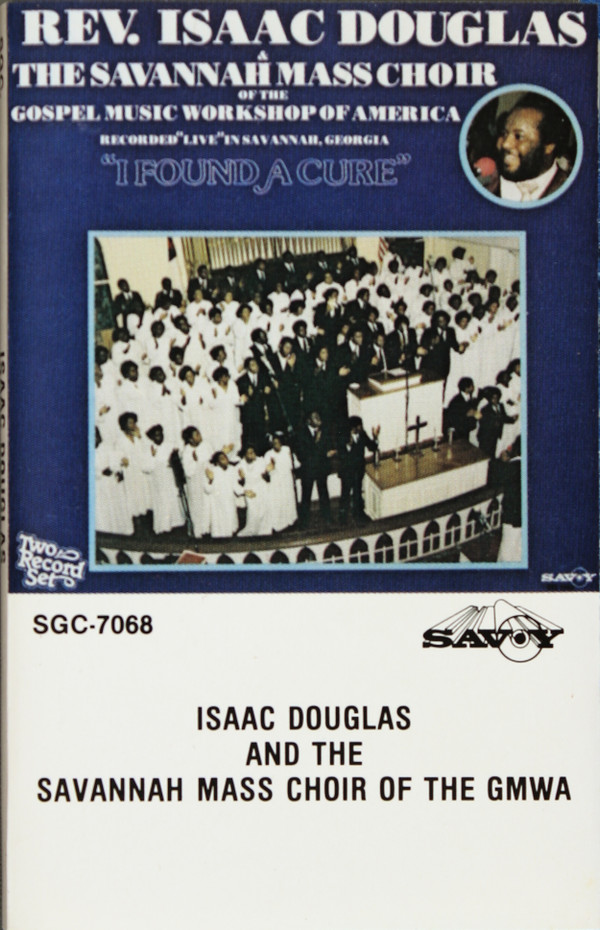 REV. ISAAC DOUGLAS
&
THE SAVANNAH MASS CHOIR
OF THE
GOSPEL MUSIC WORKSHOP OF AMERICA
RECORDED "LIVE" IN SAVANNAH, GEORGIA
"I FOUND A CURE"
Two
Record
Set
SAVOY
SGC-7068
SAVOY
ISAAC DOUGLAS
AND THE
SAVANNAH MASS CHOIR OF THE GMWA
ISAAC DOUGLAS